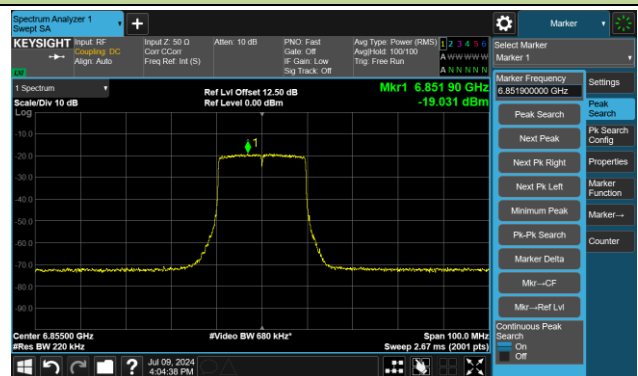 Spectrum Analyzer 1
Swept SA
+
Marker
KEYSIGHT
Input: RF
Coupling: DC
Align: Auto
Input Z: 50 Ω
Corr CCorr
Freq Ref: Int (S)
Atten: 10 dB
PNO: Fast
Gate: Off
IF Gain: Low
Sig Track: Off
Avg Type: Power (RMS)
Avg|Hold: 100/100
Trig: Free Run
1 2 3 4 5 6
A W W W W W
A N N N N N
Select Marker
Marker 1
1 Spectrum
Scale/Div 10 dB
Log
Ref Lvl Offset 12.50 dB
Ref Level 0.00 dBm
Mkr1 6.851 90 GHz
-19.031 dBm
1
-10.0
-20.0
-30.0
-40.0
-50.0
-60.0
-70.0
-80.0
-90.0
Center 6.85500 GHz
#Res BW 220 kHz
#Video BW 680 kHz*
Span 100.0 MHz
Sweep 2.67 ms (2001 pts)
Marker Frequency
6.851900000 GHz
Peak Search
Next Peak
Next Pk Right
Next Pk Left
Minimum Peak
Pk-Pk Search
Marker Delta
Mkr→CF
Mkr→Ref Lvl
Continuous Peak
Search
On
Off
Settings
Peak
Search
Pk Search
Config
Properties
Marker
Function
Marker→
Counter
?
Jul 09, 2024
4:04:38 PM